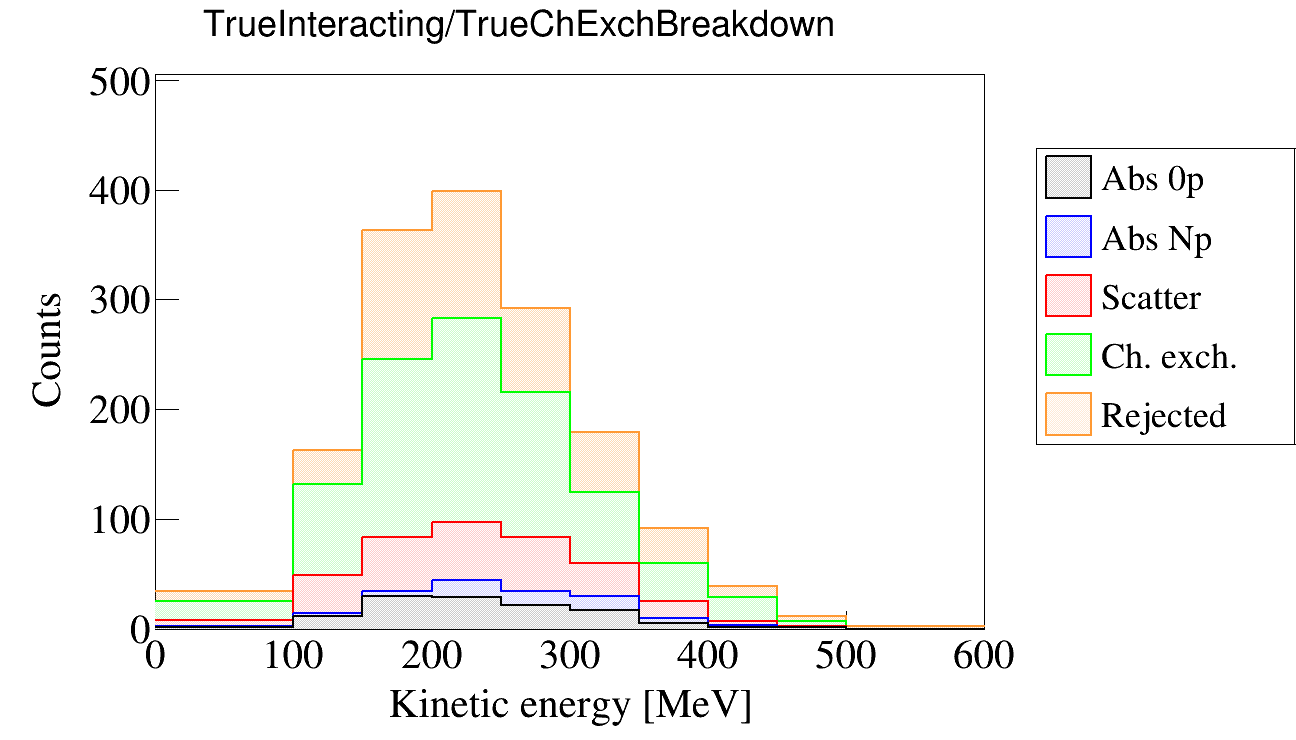 TrueInteracting/TrueChExchBreakdown
500
400
300
200
100
0
Counts
0 100 200 300 400 500 600
Kinetic energy [MeV]
Abs 0p
Abs Np
Scatter
Ch. exch.
Rejected